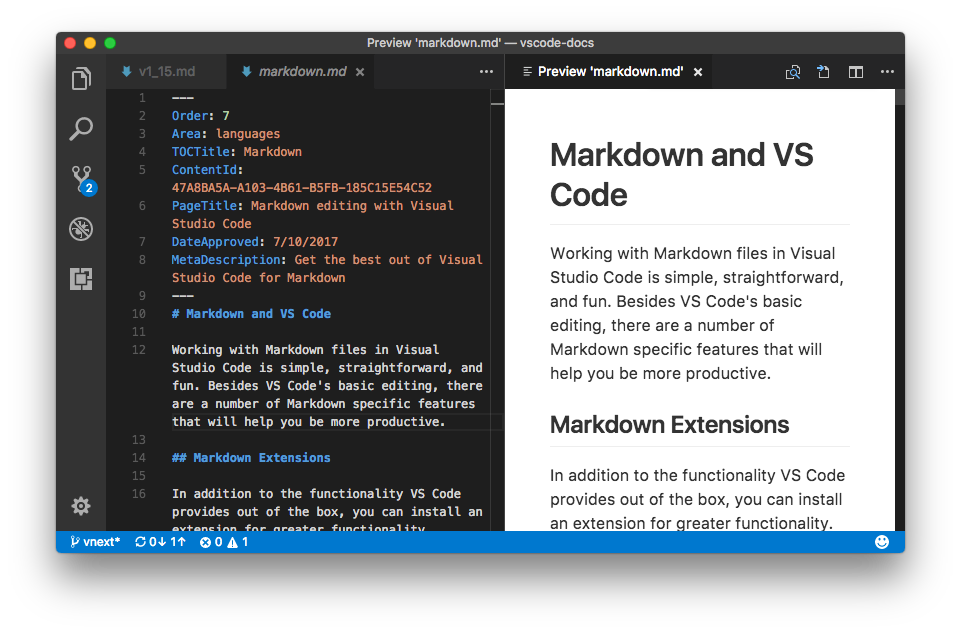 Preview 'markdown.md' — vscode-docs
v1_15.md
markdown.md
Preview 'markdown.md'
1 ---
2 Order: 7
3 Area: languages
4 TOCTitle: Markdown
5 ContentId:
47A8BA5A-A103-4B61-B5FB-185C15E54C52
6 PageTitle: Markdown editing with Visual
Studio Code
7 DateApproved: 7/10/2017
8 MetaDescription: Get the best out of Visual
Studio Code for Markdown
9 ---
10 # Markdown and VS Code
11
12 Working with Markdown files in Visual
Studio Code is simple, straightforward, and
fun. Besides VS Code's basic editing, there
are a number of Markdown specific features
that will help you be more productive.
13
14 ## Markdown Extensions
15
16 In addition to the functionality VS Code
provides out of the box, you can install an
extension for greater functionality.
Markdown and VS
Code
Working with Markdown files in Visual
Studio Code is simple, straightforward,
and fun. Besides VS Code's basic
editing, there are a number of
Markdown specific features that will
help you be more productive.
Markdown Extensions
In addition to the functionality VS Code
provides out of the box, you can install
an extension for greater functionality.
2
vnext* 0↓ 1↑ 0 1